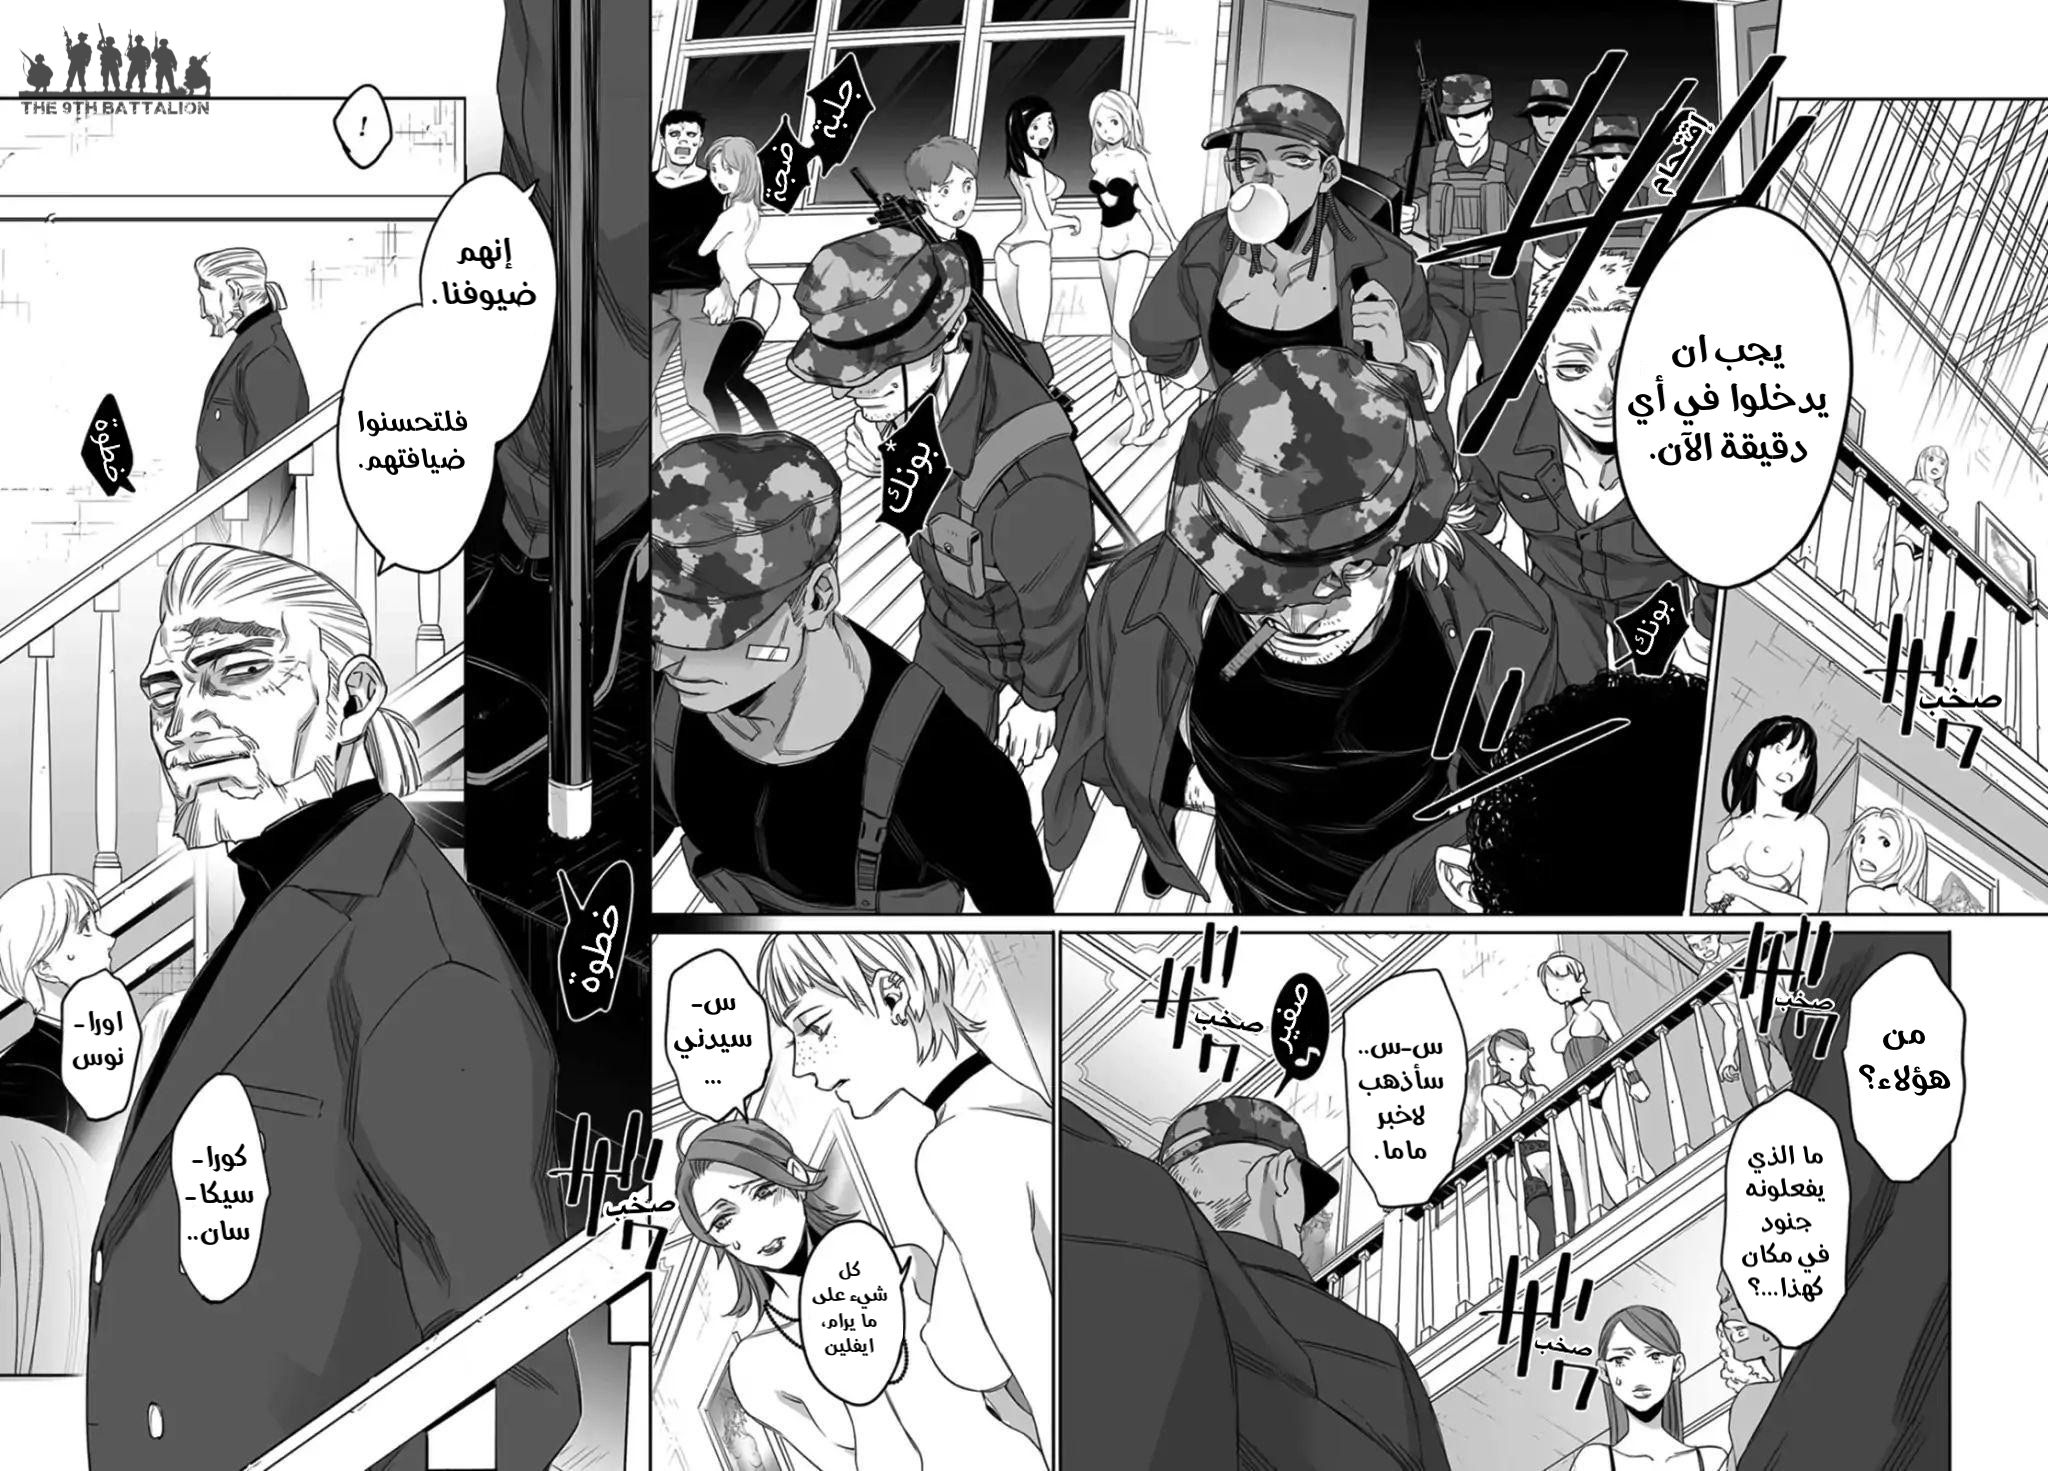 THE 9TH BATTALION
إقتحام
يجب ان
يدخلوا في أي
دقيقة الآن.
صخب
جلبة
ضجة
بونك
*بونك
من
هؤلاء؟
ما الذي
يفعلونه
جنود
في مكان
كهذا...؟
صخب
صخب
س-س..
سأذهب
لاخبر
ماما.
صفير
صخب
س-
سيدني
...
كل
شيء على
ما يرام،
ايفلين
!
إنهم
ضيوفنا.
فلتحسنوا
ضيافتهم.
خطوة
خطوة
صخب
اورا-
نوس
كورا-
سيكا-
سان..